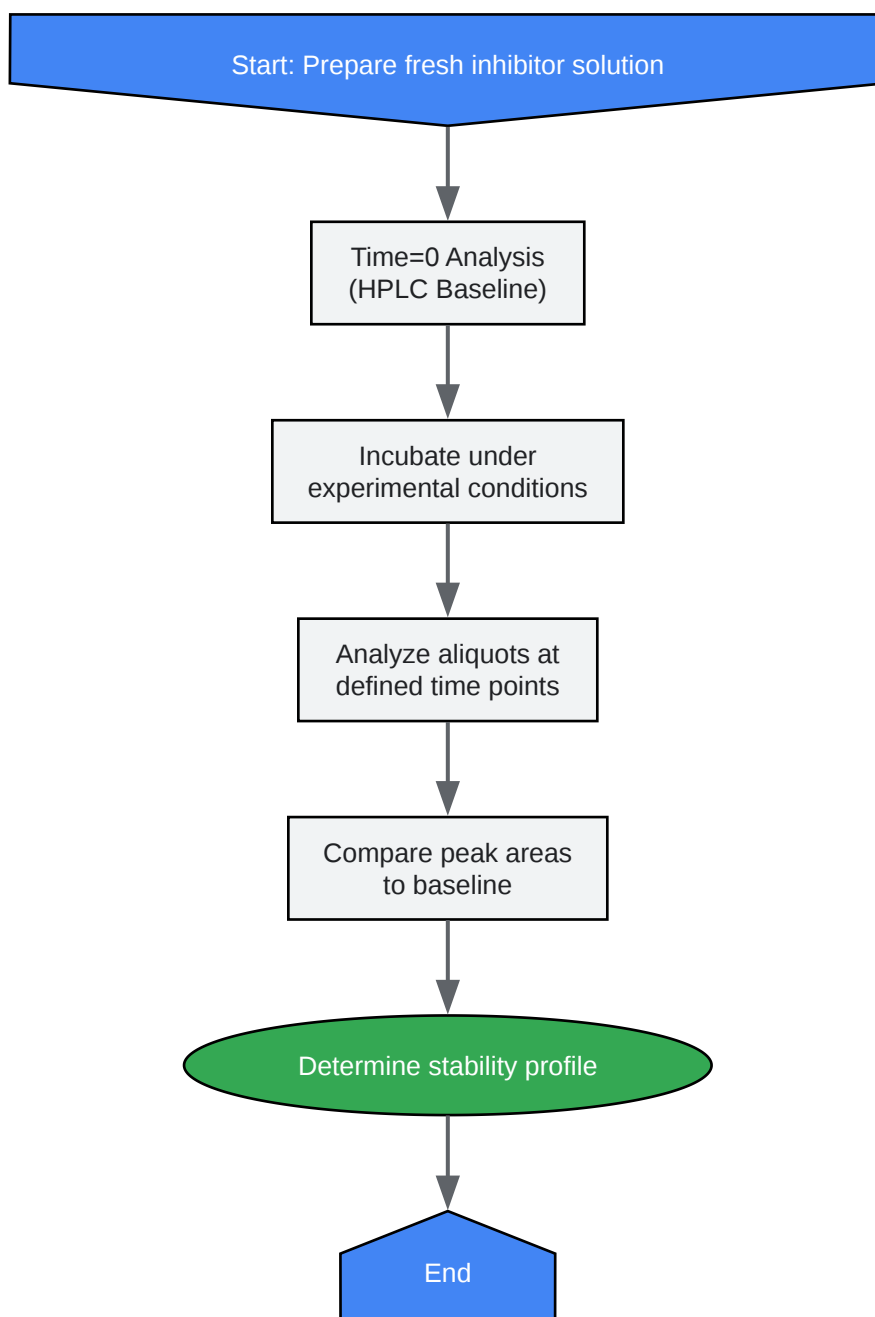 Start: Prepare fresh inhibitor solution
Time=0 Analysis
(HPLC Baseline)
Incubate under
experimental conditions
Analyze aliquots at
defined time points
Compare peak areas
to baseline
Determine stability profile
End